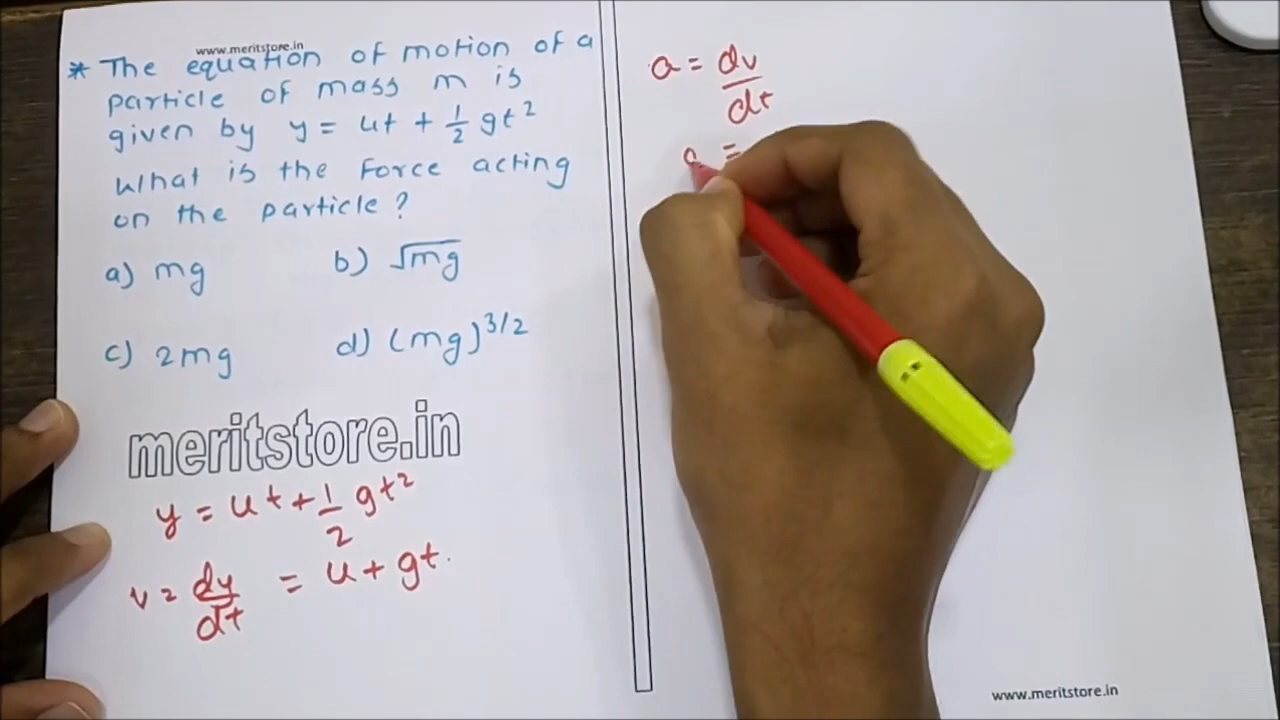 www.meritstore.in
* The equation of motion of a
particle of mass m is
given by y = ut + 1/2 gt²
What is the Force acting
on the particle?
a) mg b) √mg
c) 2mg d) (mg)^3/2
meritstore.in
y = ut + 1/2 gt²
v = dy/dt = u + gt.
a = dv/dt
a =
www.meritstore.in